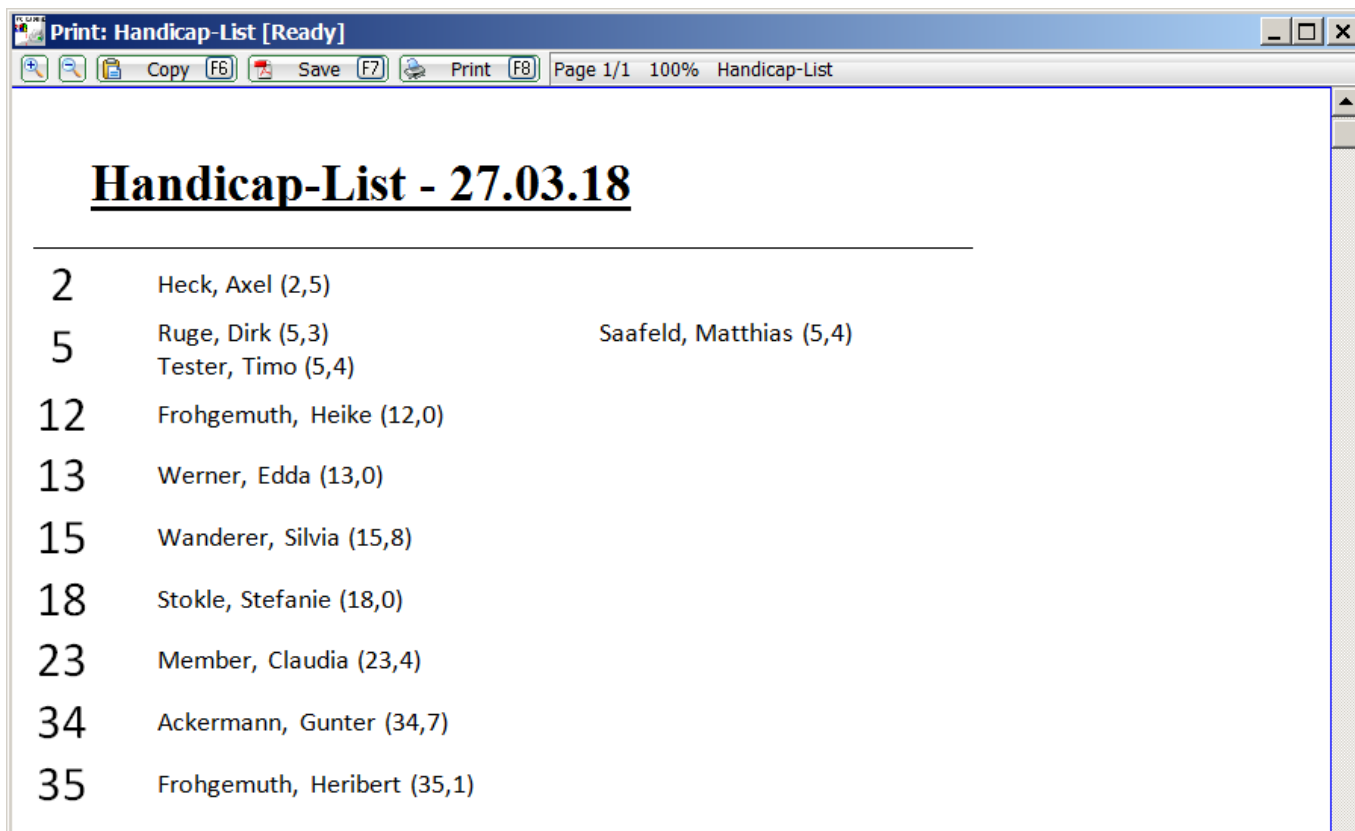 Print: Handicap-List [Ready]
Copy F6 Save F7 Print F8 Page 1/1 100% Handicap-List
Handicap-List - 27.03.18
2 Heck, Axel (2,5)
5 Ruge, Dirk (5,3) Saafeld, Matthias (5,4)
Tester, Timo (5,4)
12 Frohgemuth, Heike (12,0)
13 Werner, Edda (13,0)
15 Wanderer, Silvia (15,8)
18 Stokle, Stefanie (18,0)
23 Member, Claudia (23,4)
34 Ackermann, Gunter (34,7)
35 Frohgemuth, Heribert (35,1)